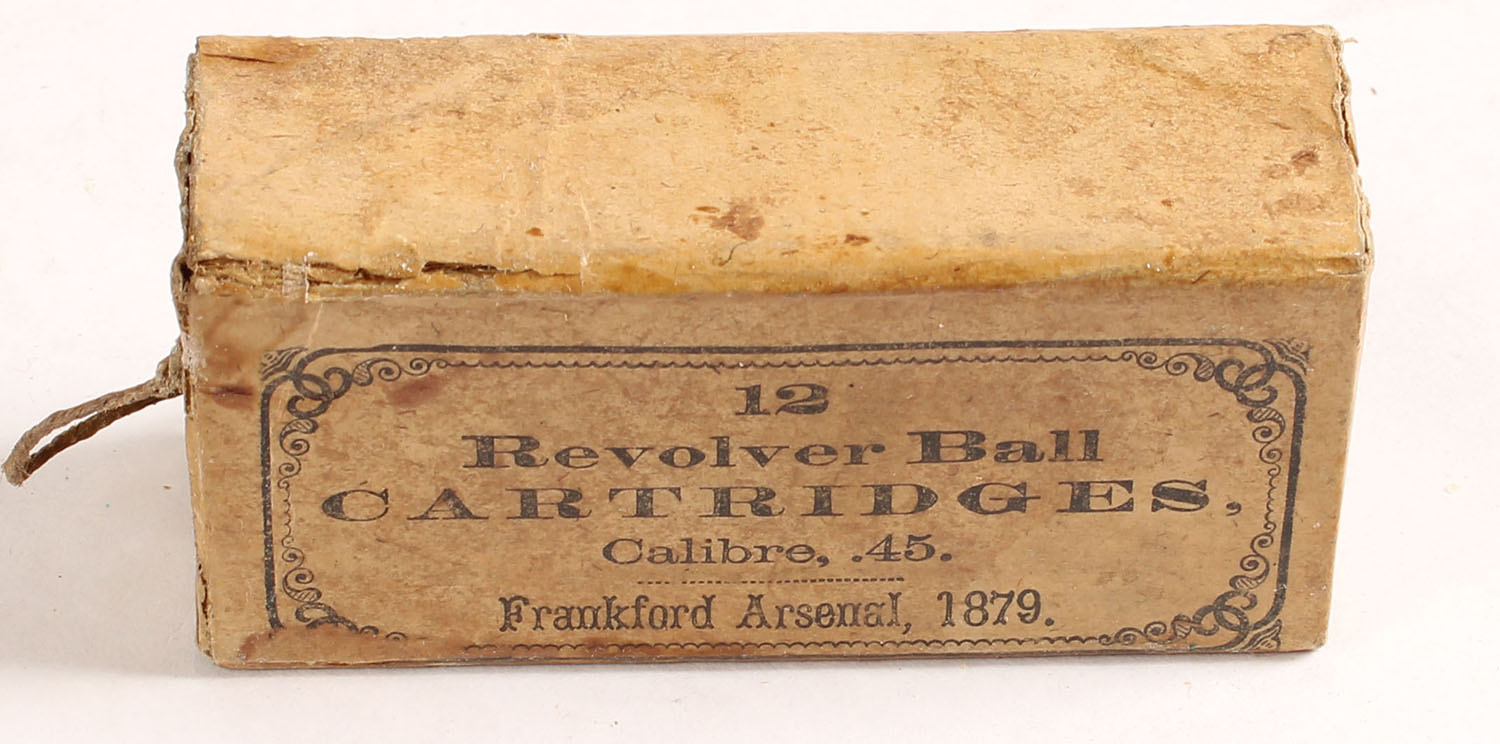 12
Revolver Ball
CARTRIDGES,
Calibre, .45.
Frankford Arsenal, 1879.